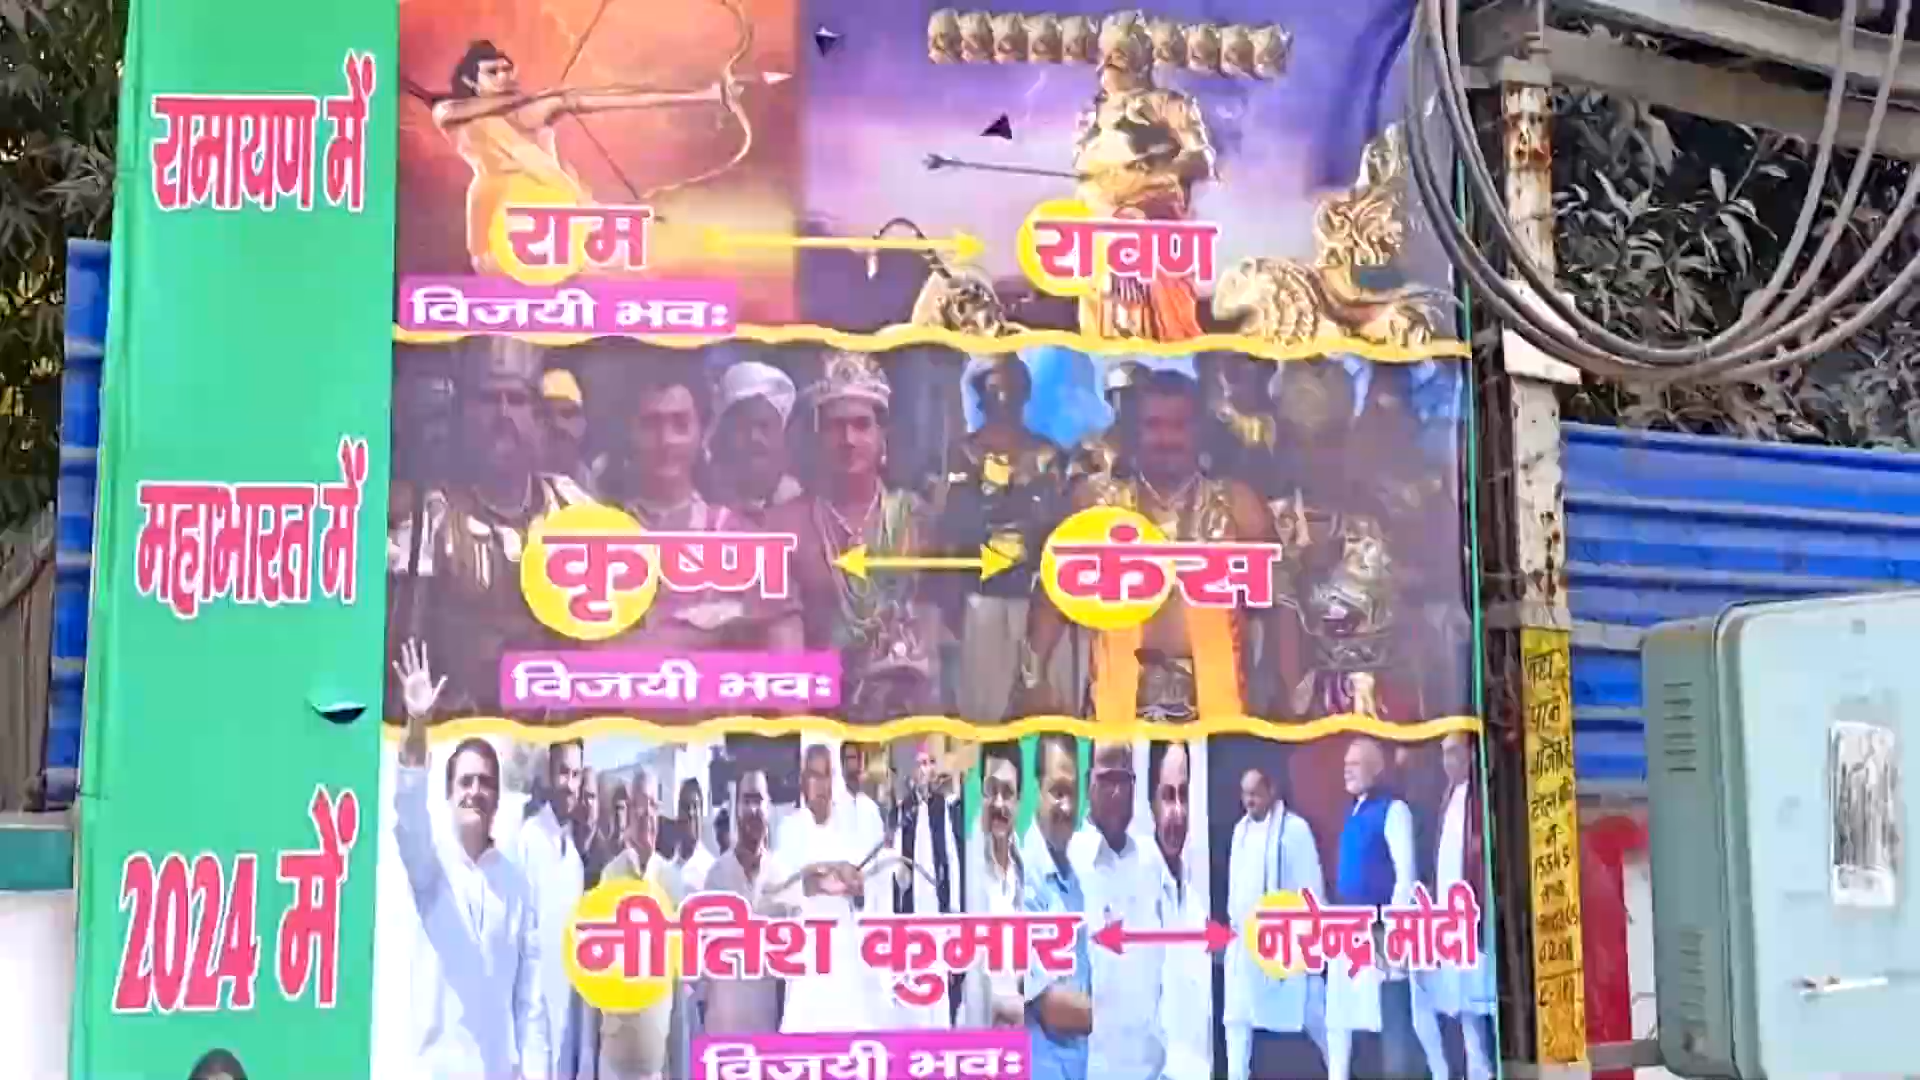 रामायण में
राम
रावण
विजयी भवः
महाभारत में
कृष्ण
कंस
विजयी भवः
2024 में
नीतिश कुमार
नरेन्द्र मोदी
विजयी भवः